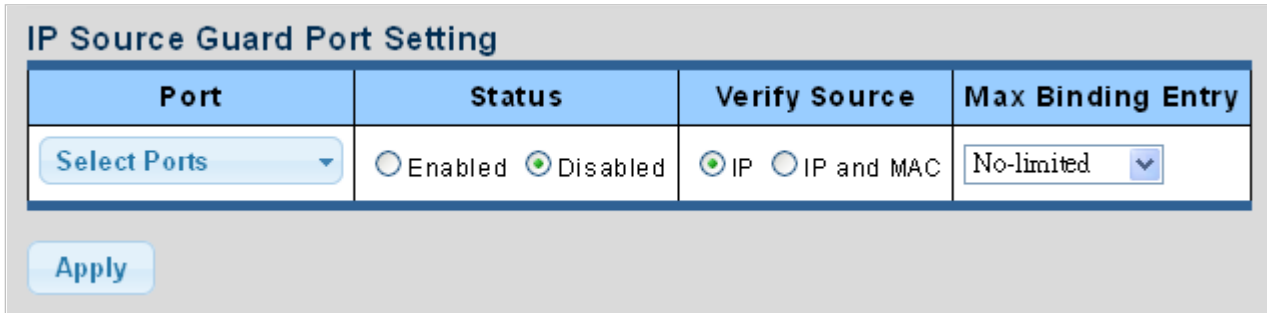 IP Source Guard Port Setting
Port Status Verify Source Max Binding Entry
Select Ports Enabled Disabled IP IP and MAC No-limited
Apply